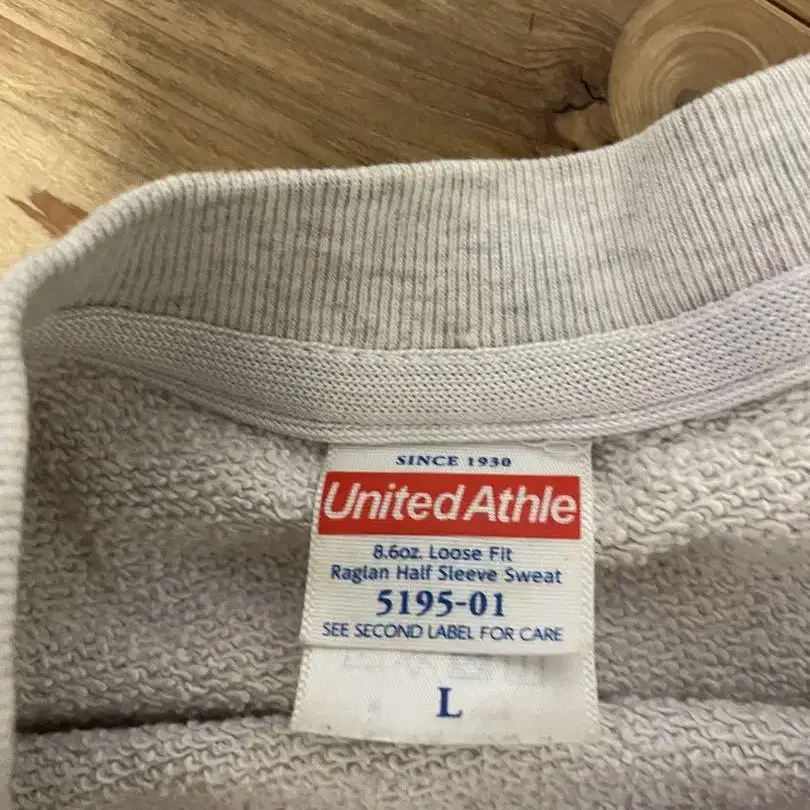 SINCE 1930
United Athle
8.6oz. Loose Fit
Raglan Half Sleeve Sweat
5195-01
SEE SECOND LABEL FOR CARE
L